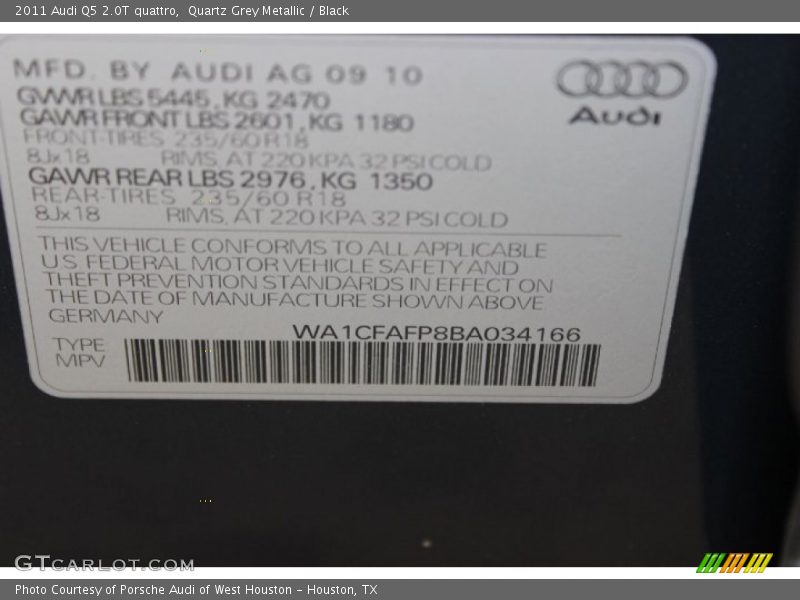 2011 Audi Q5 2.0T quattro,  Quartz Grey Metallic / Black
MFD. BY AUDI AG 09 10
Audi
GVWR LBS 5445, KG 2470
GAWR FRONT LBS 2601, KG 1180
FRONT-TIRES 235/60 R18
8Jx18 RIMS, AT 220 KPA 32 PSI COLD
GAWR REAR LBS 2976, KG 1350
REAR-TIRES 235/60 R18
8Jx18 RIMS, AT 220 KPA 32 PSI COLD
THIS VEHICLE CONFORMS TO ALL APPLICABLE
U.S FEDERAL MOTOR VEHICLE SAFETY AND
THEFT PREVENTION STANDARDS IN EFFECT ON
THE DATE OF MANUFACTURE SHOWN ABOVE
GERMANY
WA1CFAFP8BA034166
TYPE
MPV
GTCARLOT.COM
Photo Courtesy of Porsche Audi of West Houston – Houston, TX